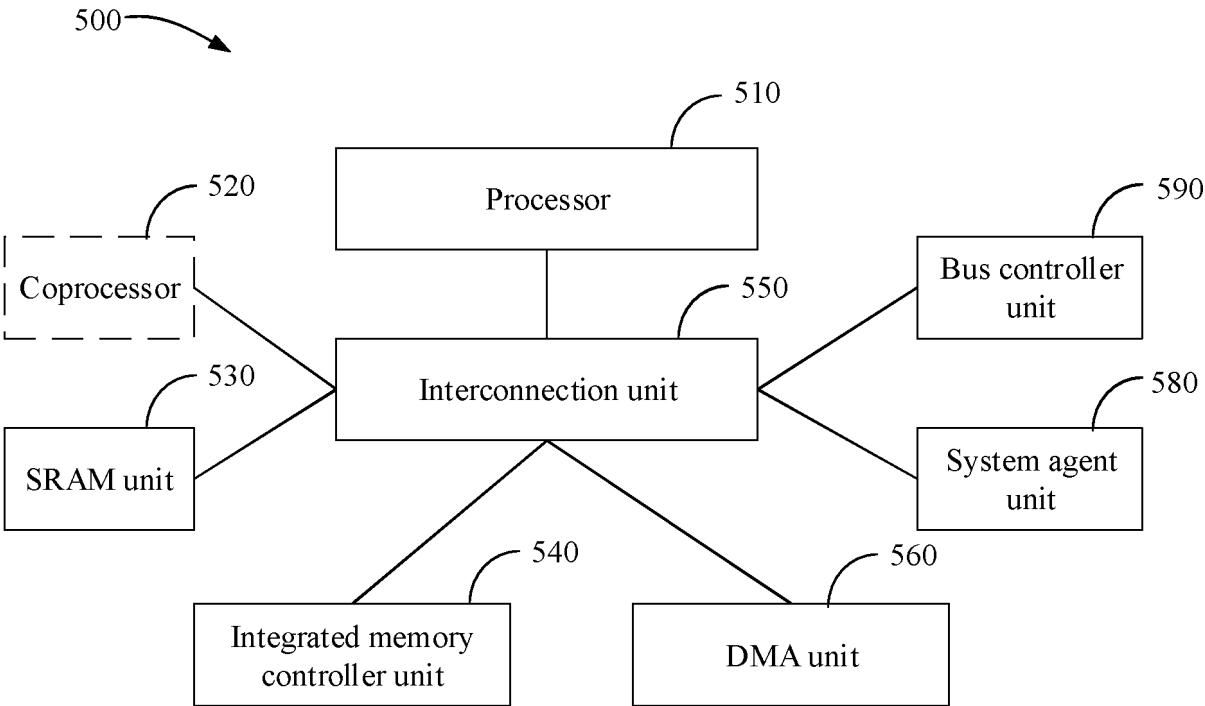 500
510
Processor
520
590
Coprocessor
Bus controller
unit
550
Interconnection unit
530
580
SRAM unit
System agent
unit
540
560
Integrated memory
controller unit
DMA unit